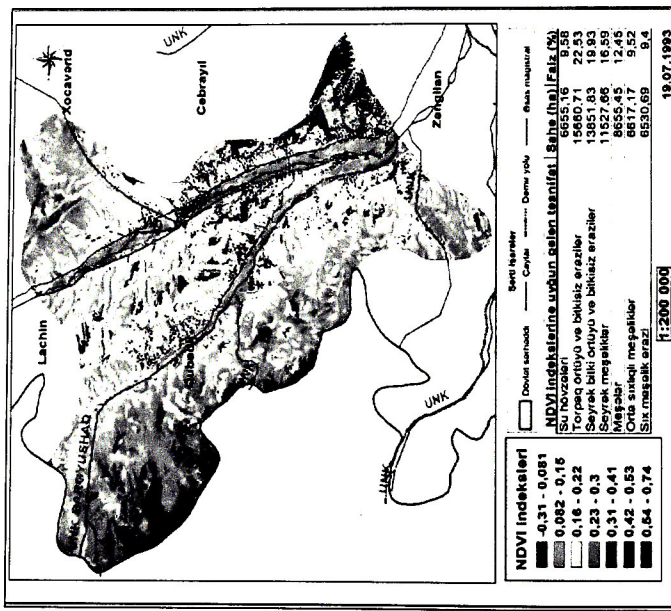 Xocavənd
UNK
Cəbrayıl
Lachin
Zəngilan
UNK
UNK
Şərti işarələr
Dövlət sərhəddi
Çaylar
Dəmir yolu
Əsas magistral
NDVI indeksləri
-0,31 - 0,081
0,082 - 0,15
0,16 - 0,22
0,23 - 0,3
0,31 - 0,41
0,42 - 0,53
0,54 - 0,74
NDVI indekslərinə uyğun gələn təsnifat Sahə (ha) Faiz (%)
Su hövzələri 6655,16 9,58
Torpaq örtüyü və bitkisiz ərazilər 15660,71 22,53
Seyrək bitki örtüyü və bitkisiz ərazilər 13851,83 19,93
Seyrək meşəliklər 11527,66 16,59
Meşələr 8655,45 12,45
Orta sıxlıqlı meşəliklər 6617,17 9,52
Sıx meşəlik ərazi 6530,69 9,4
1:200 000
19.07.1993